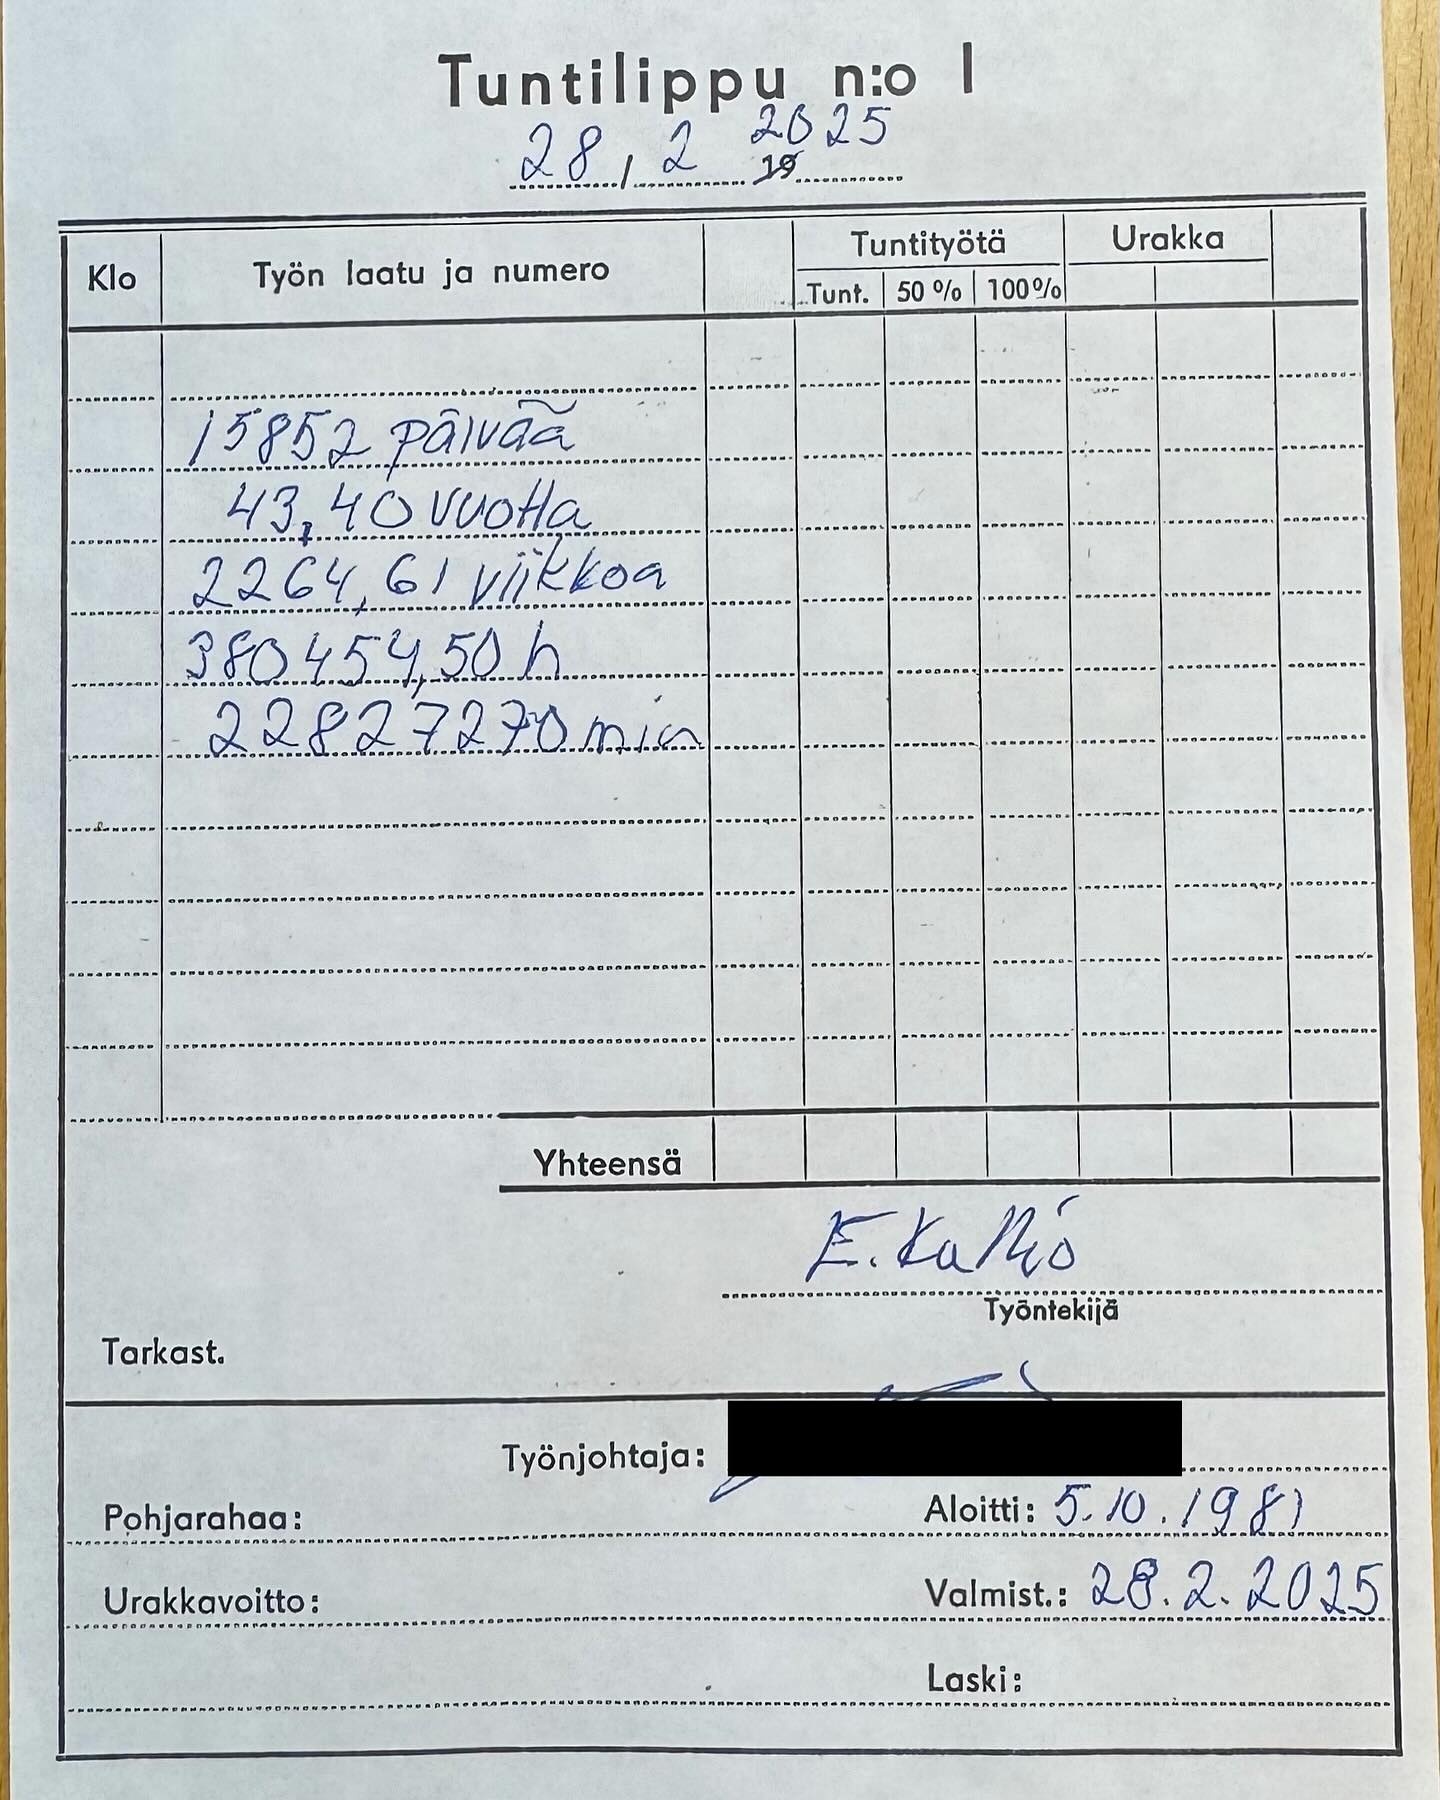 Tuntilippu n:o 1
28 / 2 19 2025
Klo Työn laatu ja numero Tuntityötä Urakka
Tunt. 50 % 100%
15852 päivää
43,40 vuotta
2264,61 viikkoa
380454,50 h
22827270 min
Yhteensä
E. Kallio
Työntekijä
Tarkast.
Työnjohtaja:
Pohjarahaa: Aloitti: 5.10.1981
Urakkavoitto: Valmist.: 28.2.2025
Laski: